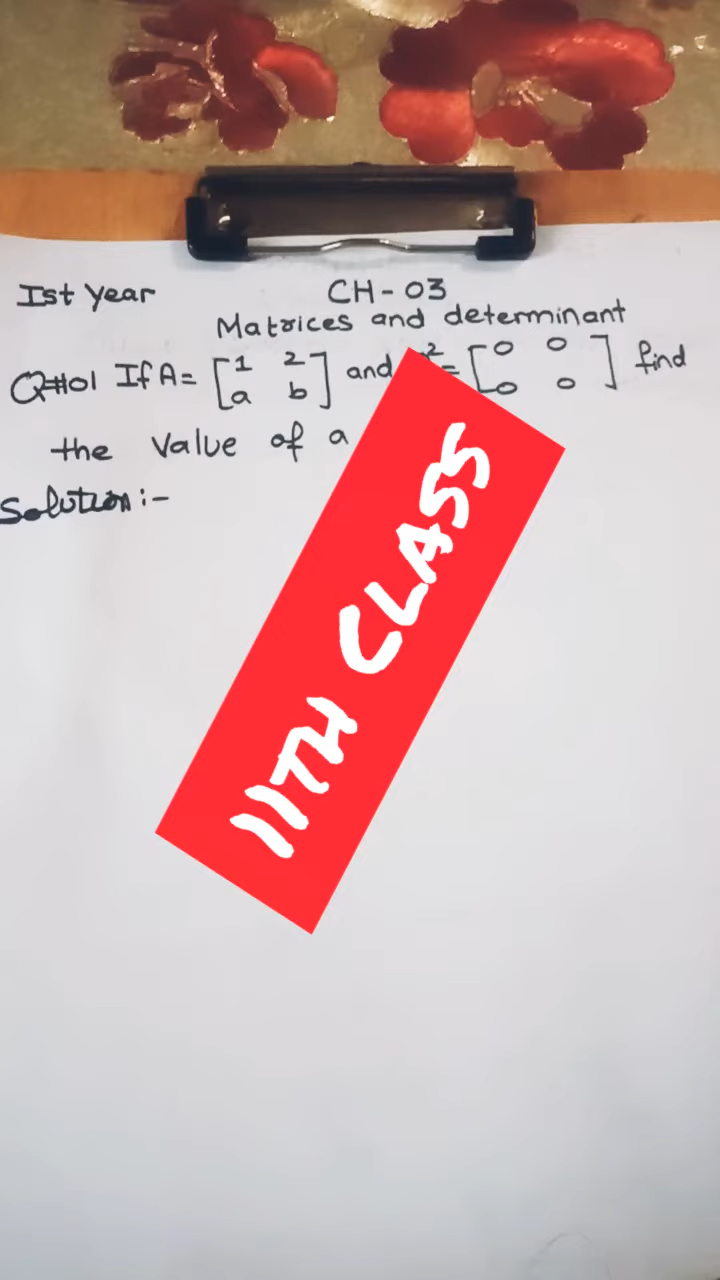 Ist Year
CH-03
Matrices and determinant
Q#01 If A= [1 2 and 2 = [0 0 find
a b] 0 0]
the Value of a
Solution:-
11TH CLASS